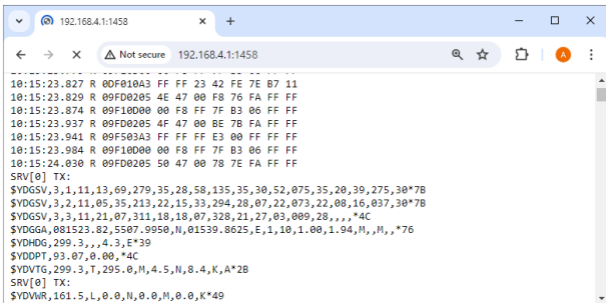 192.168.4.1:1458
Not secure 192.168.4.1:1458
A
10:15:23.827 R 0DF010A3 FF FF 23 42 FE 7E B7 11
10:15:23.829 R 09FD0205 4E 47 00 F8 76 FA FF FF
10:15:23.874 R 09F10D00 00 F8 FF 7F B3 06 FF FF
10:15:23.937 R 09FD0205 4F 47 00 BE 7B FA FF FF
10:15:23.941 R 09F503A3 FF FF FF E3 00 FF FF FF
10:15:23.984 R 09F10D00 00 F8 FF 7F B3 06 FF FF
10:15:24.030 R 09FD0205 50 47 00 78 7E FA FF FF
SRV[0] TX:
$YDGSV,3,1,11,13,69,279,35,28,58,135,35,30,52,075,35,20,39,275,30*7B
$YDGSV,3,2,11,05,35,213,22,15,33,294,28,07,22,073,22,08,16,037,30*7B
$YDGSV,3,3,11,21,07,311,18,18,07,328,21,27,03,009,28,,,,*4C
$YDGGA,081523.82,5507.9950,N,01539.8625,E,1,10,1.00,1.94,M,,M,,*76
$YDHDG,299.3,,,4.3,E*39
$YDDPT,93.07,0.00,*4C
$YDVTG,299.3,T,295.0,M,4.5,N,8.4,K,A*2B
SRV[0] TX:
$YDVWR,161.5,L,0.0,N,0.0,M,0.0,K*49